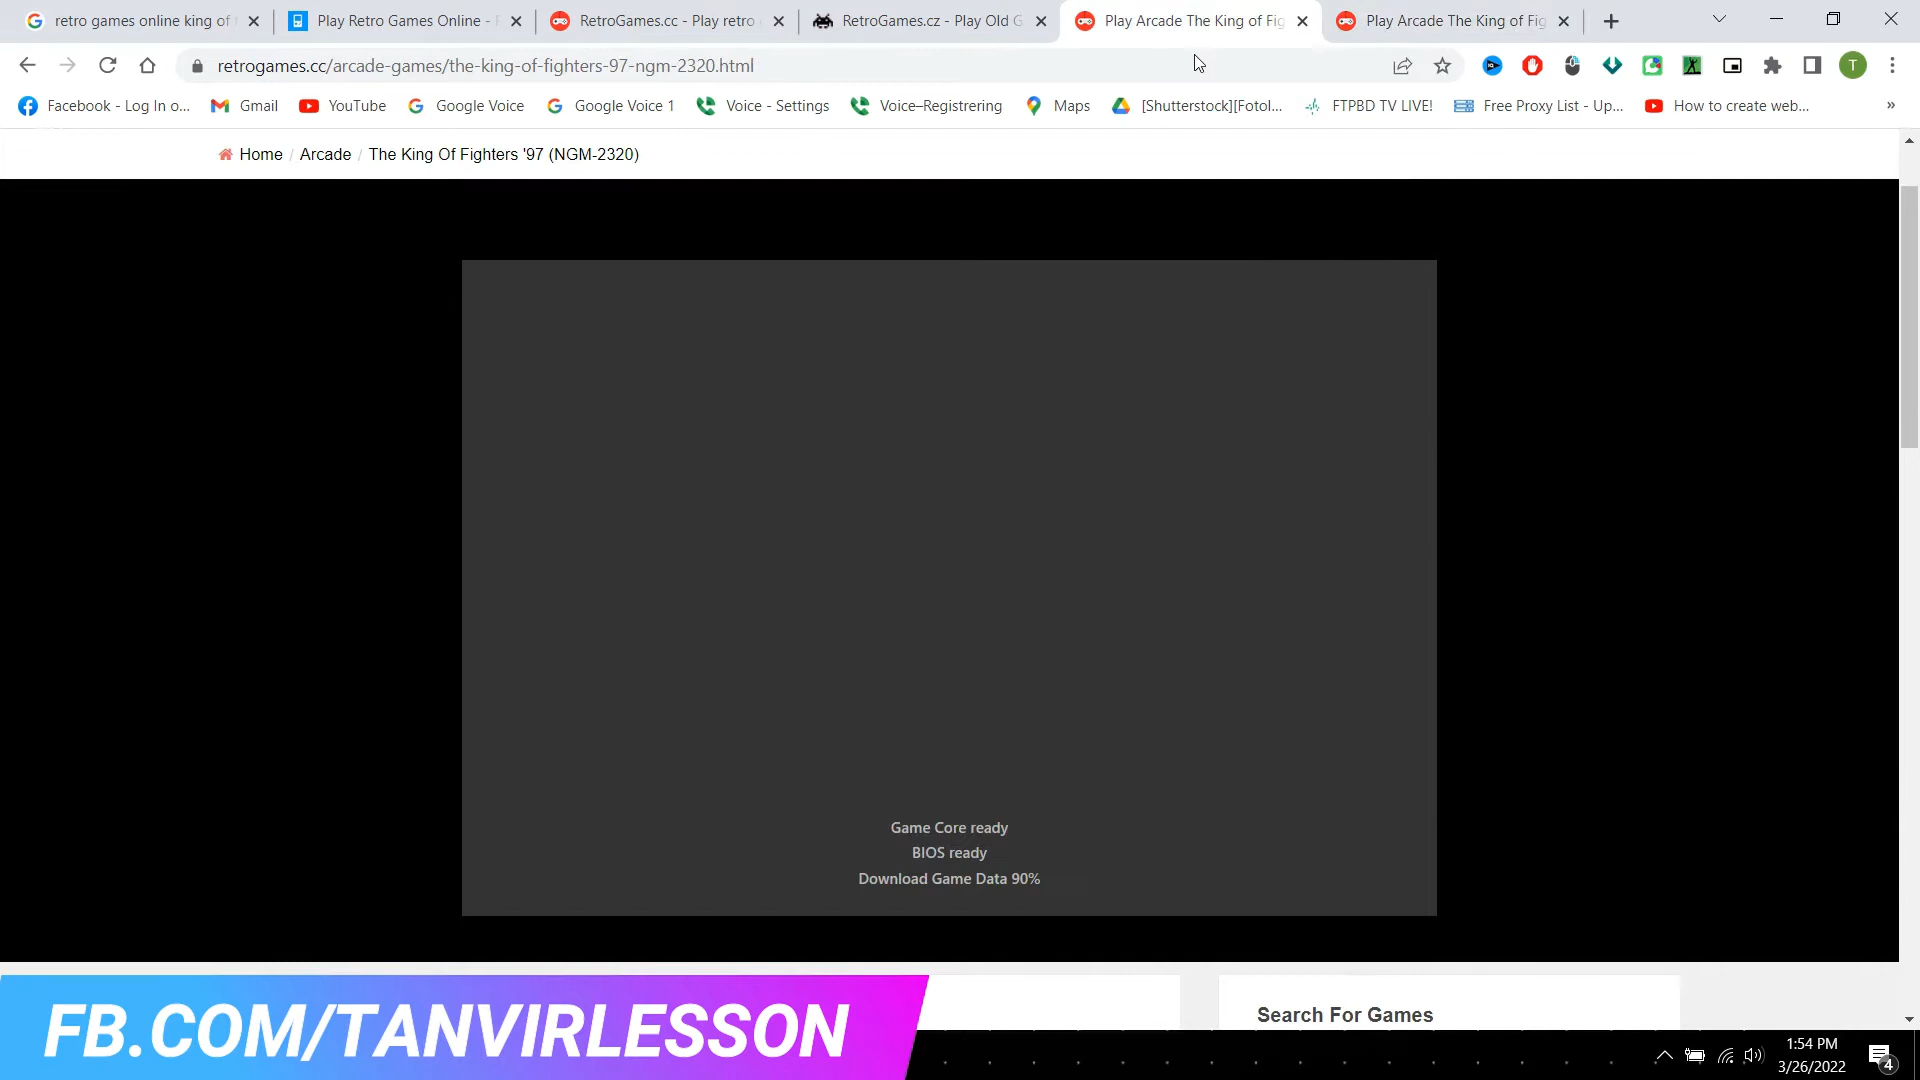 retro games online king of
Play Retro Games Online -
RetroGames.cc - Play retro
RetroGames.cz - Play Old G
Play Arcade The King of Fig
Play Arcade The King of Fig
retrogames.cc/arcade-games/the-king-of-fighters-97-ngm-2320.html
T
Facebook - Log In o...
Gmail
YouTube
Google Voice
Google Voice 1
Voice - Settings
Voice–Registrering
Maps
[Shutterstock][Fotol...
FTPBD TV LIVE!
Free Proxy List - Up...
How to create web...
»
Home / Arcade / The King Of Fighters '97 (NGM-2320)
Game Core ready
BIOS ready
Download Game Data 90%
Search For Games
FB.COM/TANVIRLESSON
1:54 PM
3/26/2022
4